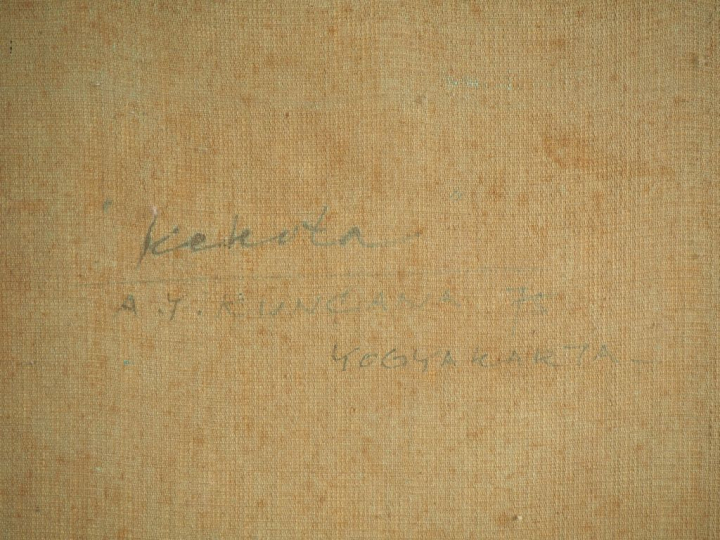 " Kekota "
A.Y. KUNCANA 75
YOGYAKARTA -